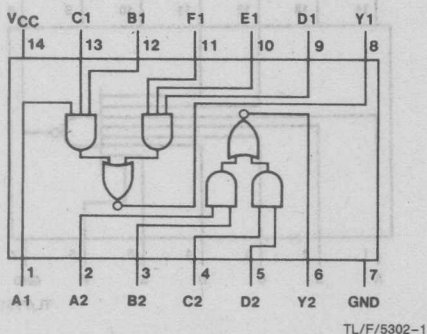 VCC C1 B1 F1 E1 D1 Y1
14 13 12 11 10 9 8
1 2 3 4 5 6 7
A1 A2 B2 C2 D2 Y2 GND
TL/F/5302-1